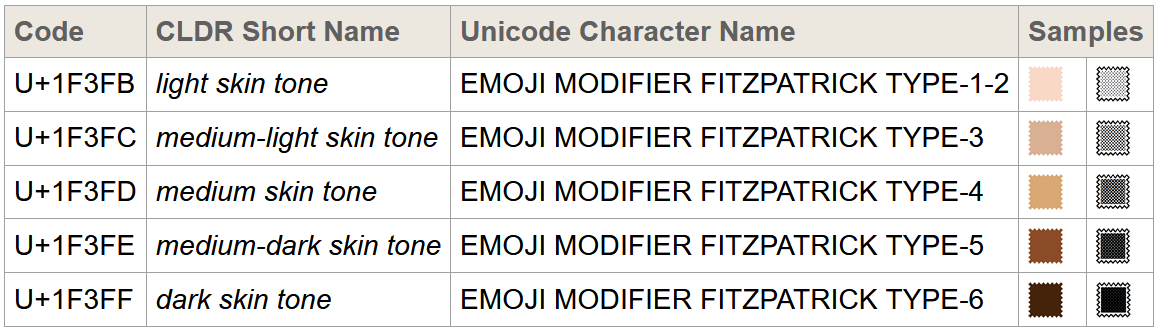 Code CLDR Short Name Unicode Character Name Samples
U+1F3FB light skin tone EMOJI MODIFIER FITZPATRICK TYPE-1-2
U+1F3FC medium-light skin tone EMOJI MODIFIER FITZPATRICK TYPE-3
U+1F3FD medium skin tone EMOJI MODIFIER FITZPATRICK TYPE-4
U+1F3FE medium-dark skin tone EMOJI MODIFIER FITZPATRICK TYPE-5
U+1F3FF dark skin tone EMOJI MODIFIER FITZPATRICK TYPE-6